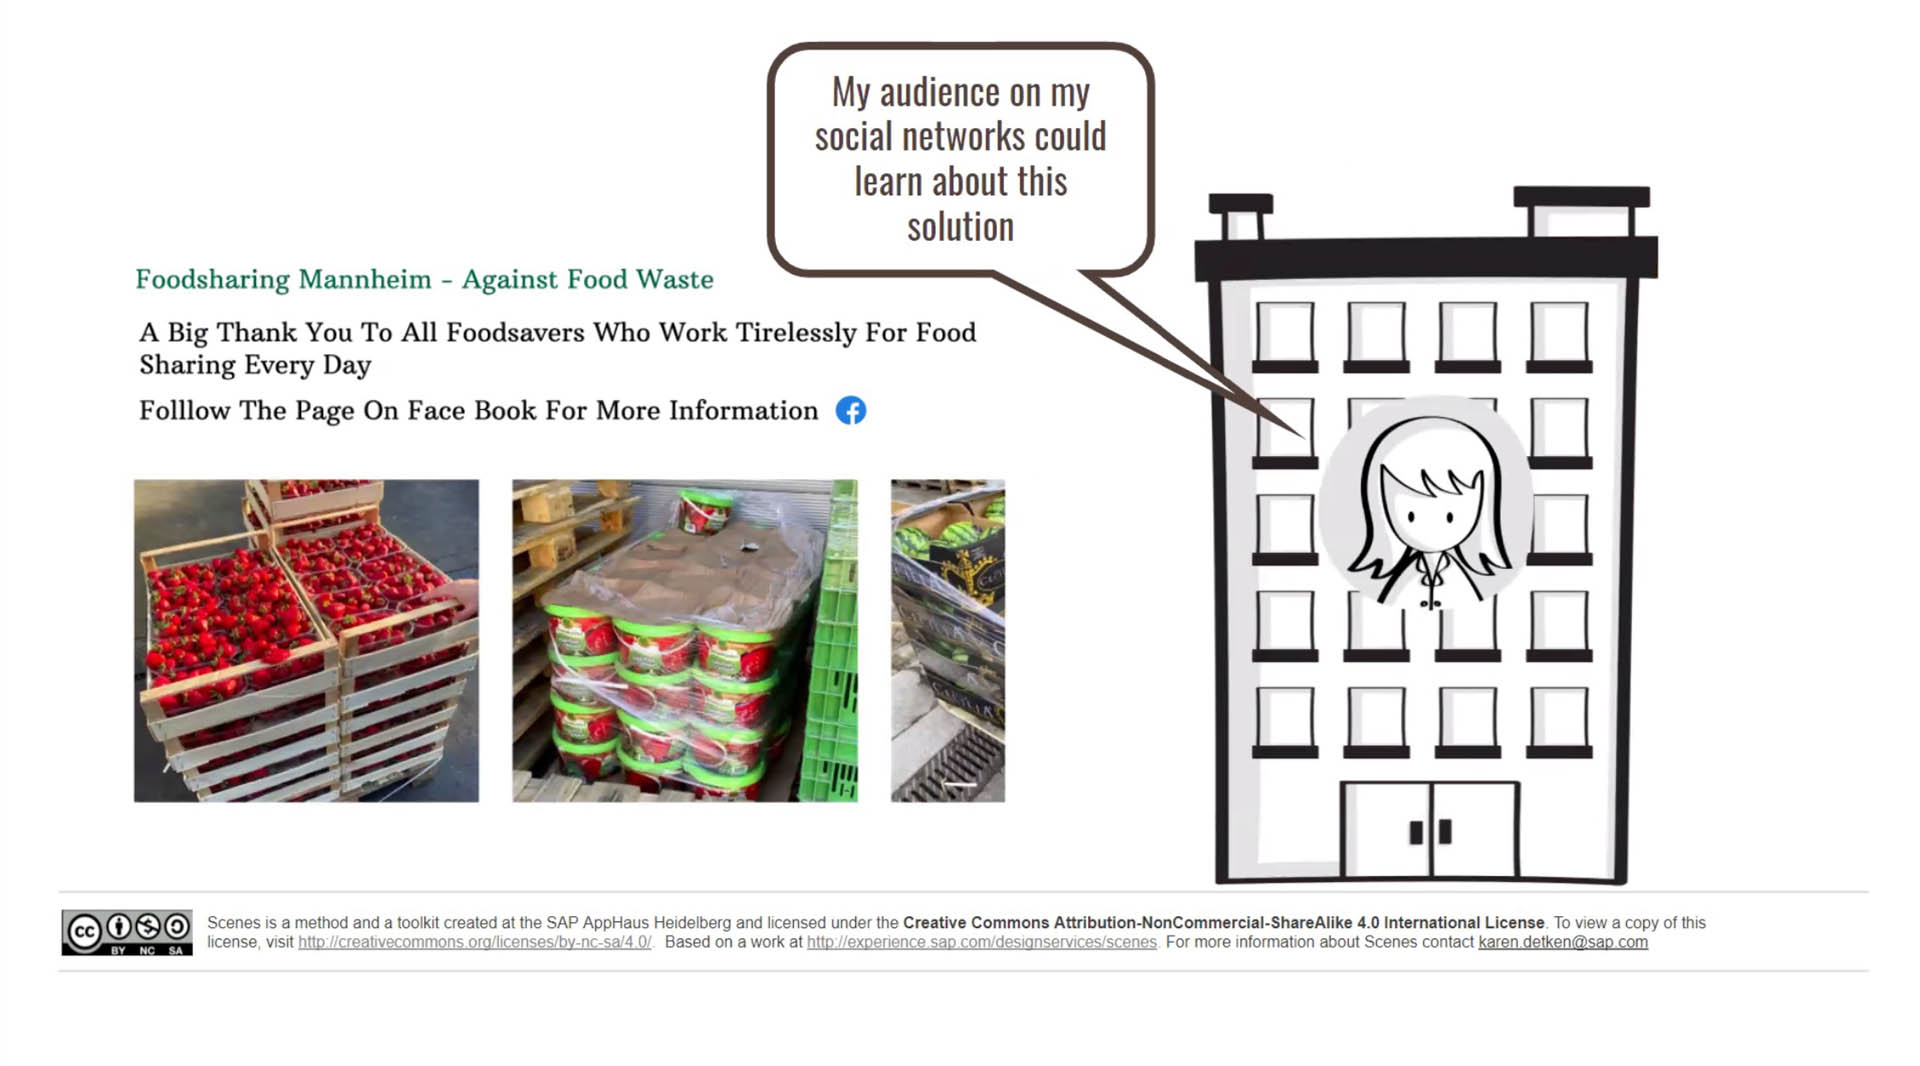 My audience on my
social networks could
learn about this
solution
Foodsharing Mannheim - Against Food Waste
A Big Thank You To All Foodsavers Who Work Tirelessly For Food
Sharing Every Day
Folllow The Page On Face Book For More Information
Scenes is a method and a toolkit created at the SAP AppHaus Heidelberg and licensed under the Creative Commons Attribution-NonCommercial-ShareAlike 4.0 International License. To view a copy of this
license, visit http://creativecommons.org/licenses/by-nc-sa/4.0/. Based on a work at http://experience.sap.com/designservices/scenes. For more information about Scenes contact karen.detken@sap.com
cc
BY NC SA